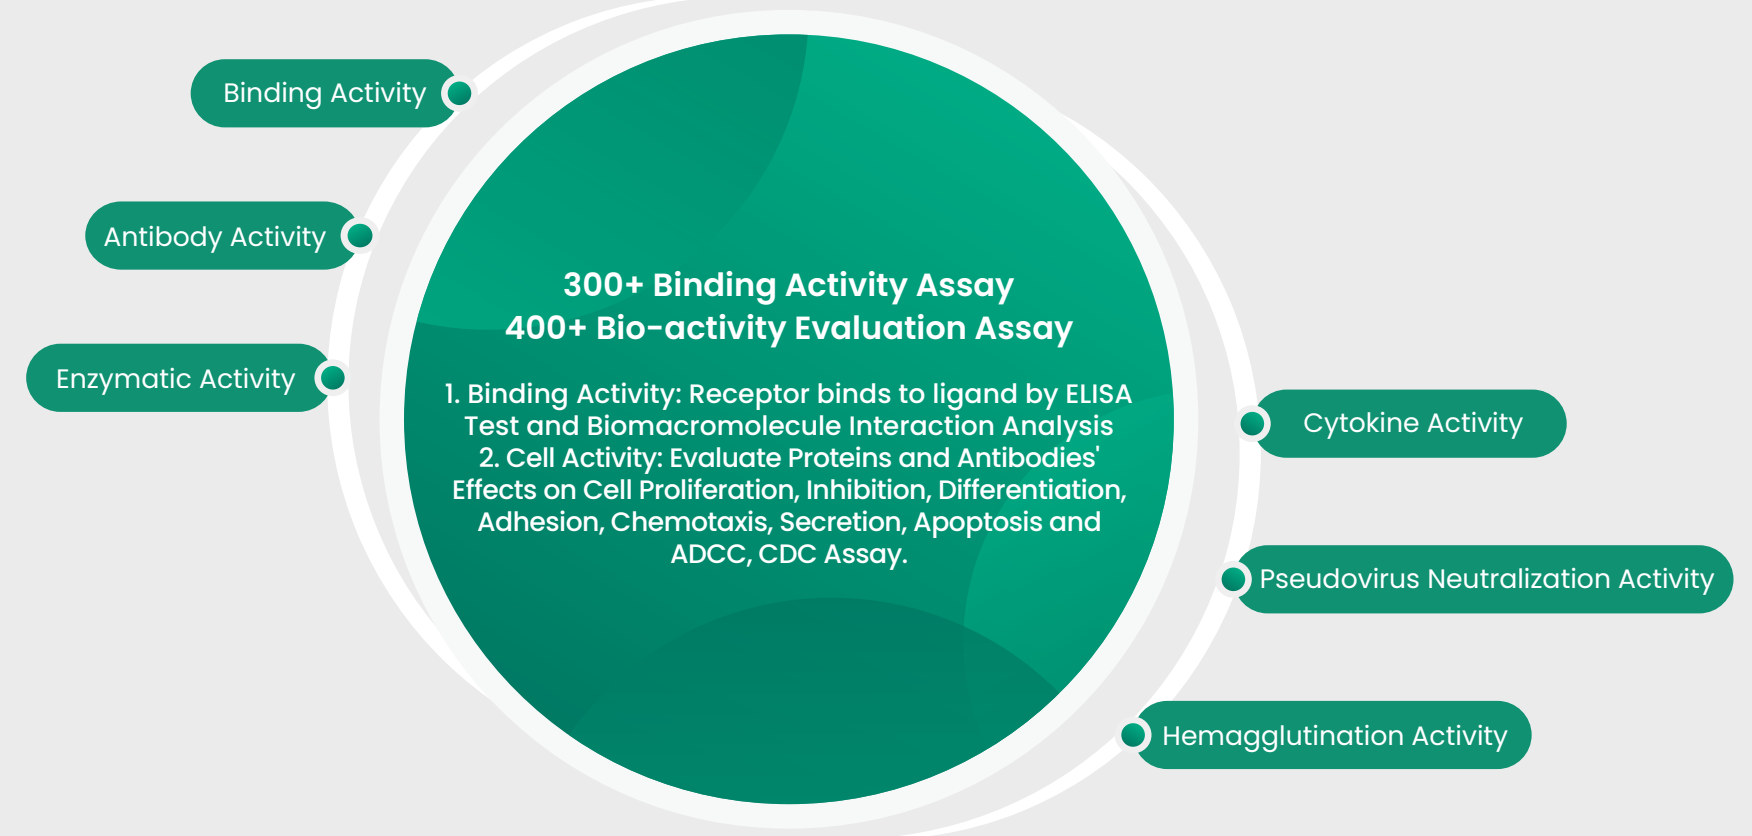 Binding Activity
Antibody Activity
Enzymatic Activity
300+ Binding Activity Assay
400+ Bio-activity Evaluation Assay
1. Binding Activity: Receptor binds to ligand by ELISA
Test and Biomacromolecule Interaction Analysis
2. Cell Activity: Evaluate Proteins and Antibodies'
Effects on Cell Proliferation, Inhibition, Differentiation,
Adhesion, Chemotaxis, Secretion, Apoptosis and
ADCC, CDC Assay.
Cytokine Activity
Pseudovirus Neutralization Activity
Hemagglutination Activity